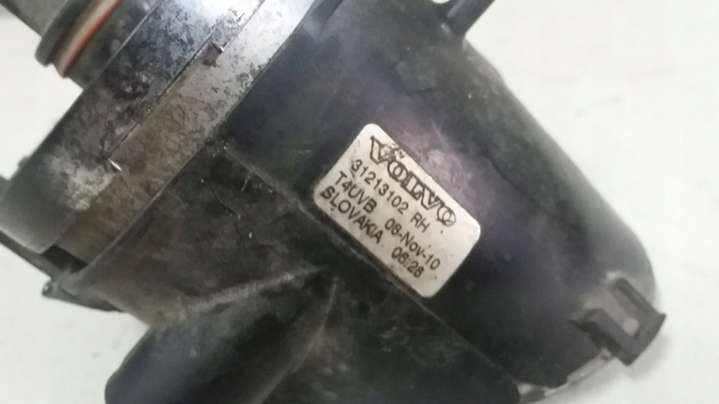 VOLVO
31213102 RH
T4UVB 08-Nov-10
SLOVAKIA 06:28